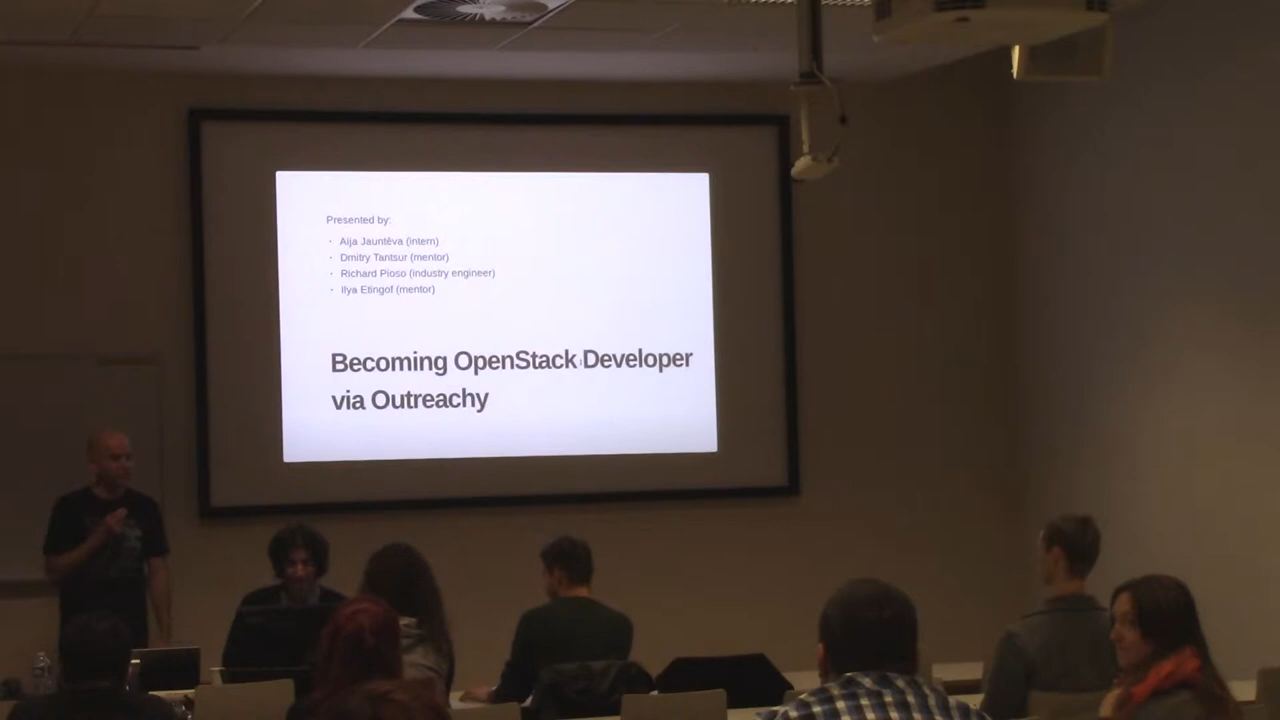 Presented by:
· Aija Jauntēva (intern)
· Dmitry Tantsur (mentor)
· Richard Pioso (industry engineer)
· Ilya Etingof (mentor)
Becoming OpenStack Developer
via Outreachy